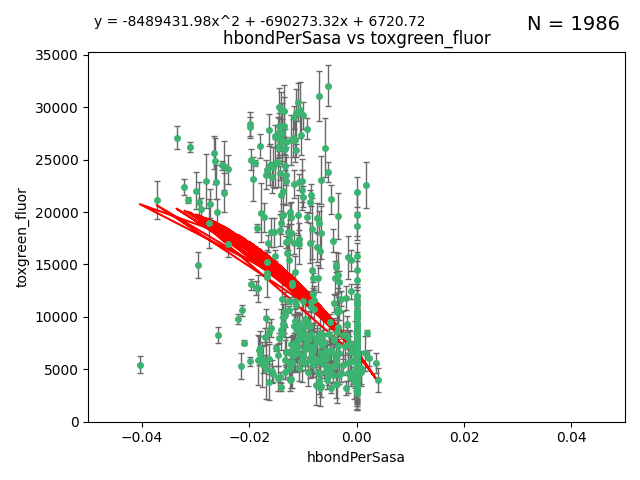 y = -8489431.98x^2 + -690273.32x + 6720.72
N = 1986
hbondPerSasa vs toxgreen_fluor
35000
30000
25000
20000
15000
10000
5000
0
toxgreen_fluor
−0.04
−0.02
0.00
0.02
0.04
hbondPerSasa